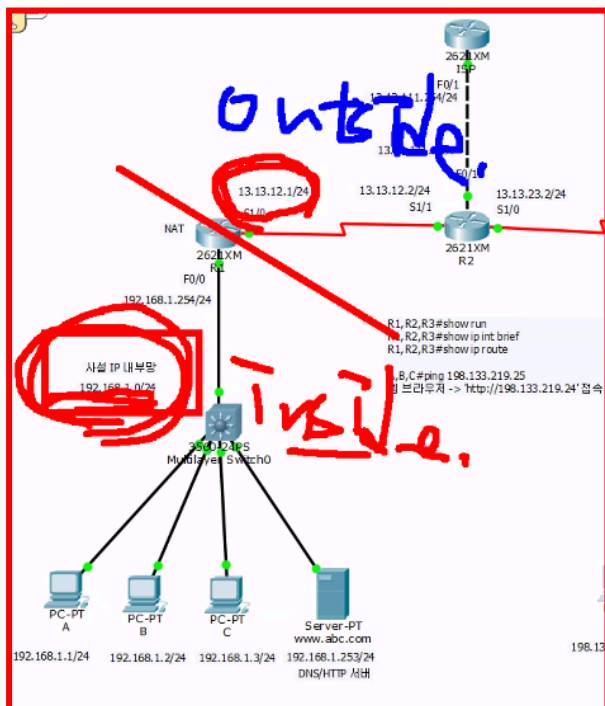 2621XM
ISP
F0/1
outside.
F0/1
13.13.12.1/24
13.13.12.2/24
13.13.23.2/24
S1/0
S1/1
S1/0
NAT
2621XM
R1
2621XM
R2
F0/0
192.168.1.254/24
R1,R2,R3#show run
R1,R2,R3#show ip int brief
R1,R2,R3#show ip route
사설 IP 내부망
192.168.1.0/24
A,B,C#ping 198.133.219.25
브라우저 -> 'http://198.133.219.24' 접속
Inside.
3560-24PS
Multilayer Switch0
PC-PT
A
PC-PT
B
PC-PT
C
Server-PT
www.abc.com
192.168.1.1/24
192.168.1.2/24
192.168.1.3/24
192.168.1.253/24
DNS/HTTP 서버
198.13